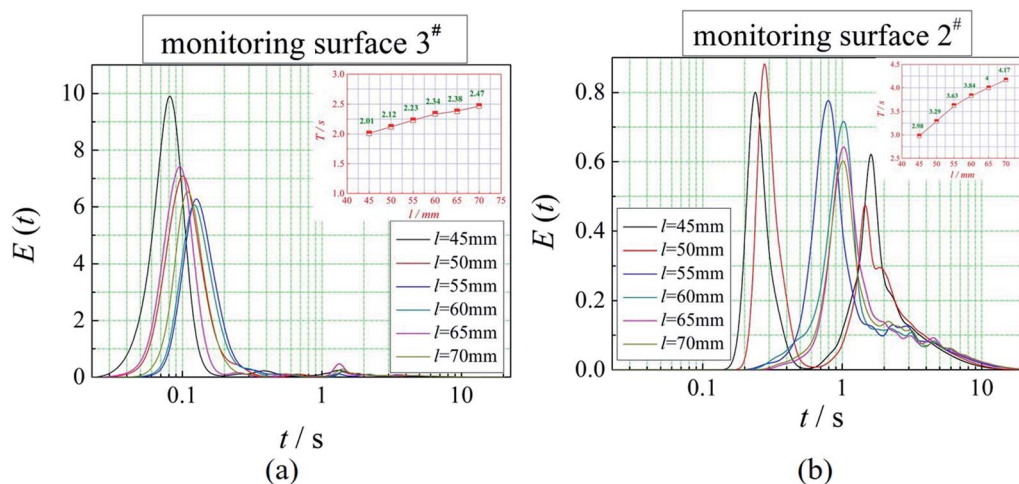 monitoring surface 3#
E (t)
10
8
6
4
2
0
0.1
1
10
t / s
T / s
3.0
2.5
2.0
1.5
1.0
2.01
2.12
2.23
2.34
2.38
2.47
40 45 50 55 60 65 70 75
l / mm
l=45mm
l=50mm
l=55mm
l=60mm
l=65mm
l=70mm
(a)
monitoring surface 2#
E (t)
0.8
0.6
0.4
0.2
0.0
0.1
1
10
t / s
T / s
4.5
4.0
3.5
3.0
2.5
2.98
3.29
3.63
3.84
4
4.17
40 45 50 55 60 65 70 75
l / mm
l=45mm
l=50mm
l=55mm
l=60mm
l=65mm
l=70mm
(b)